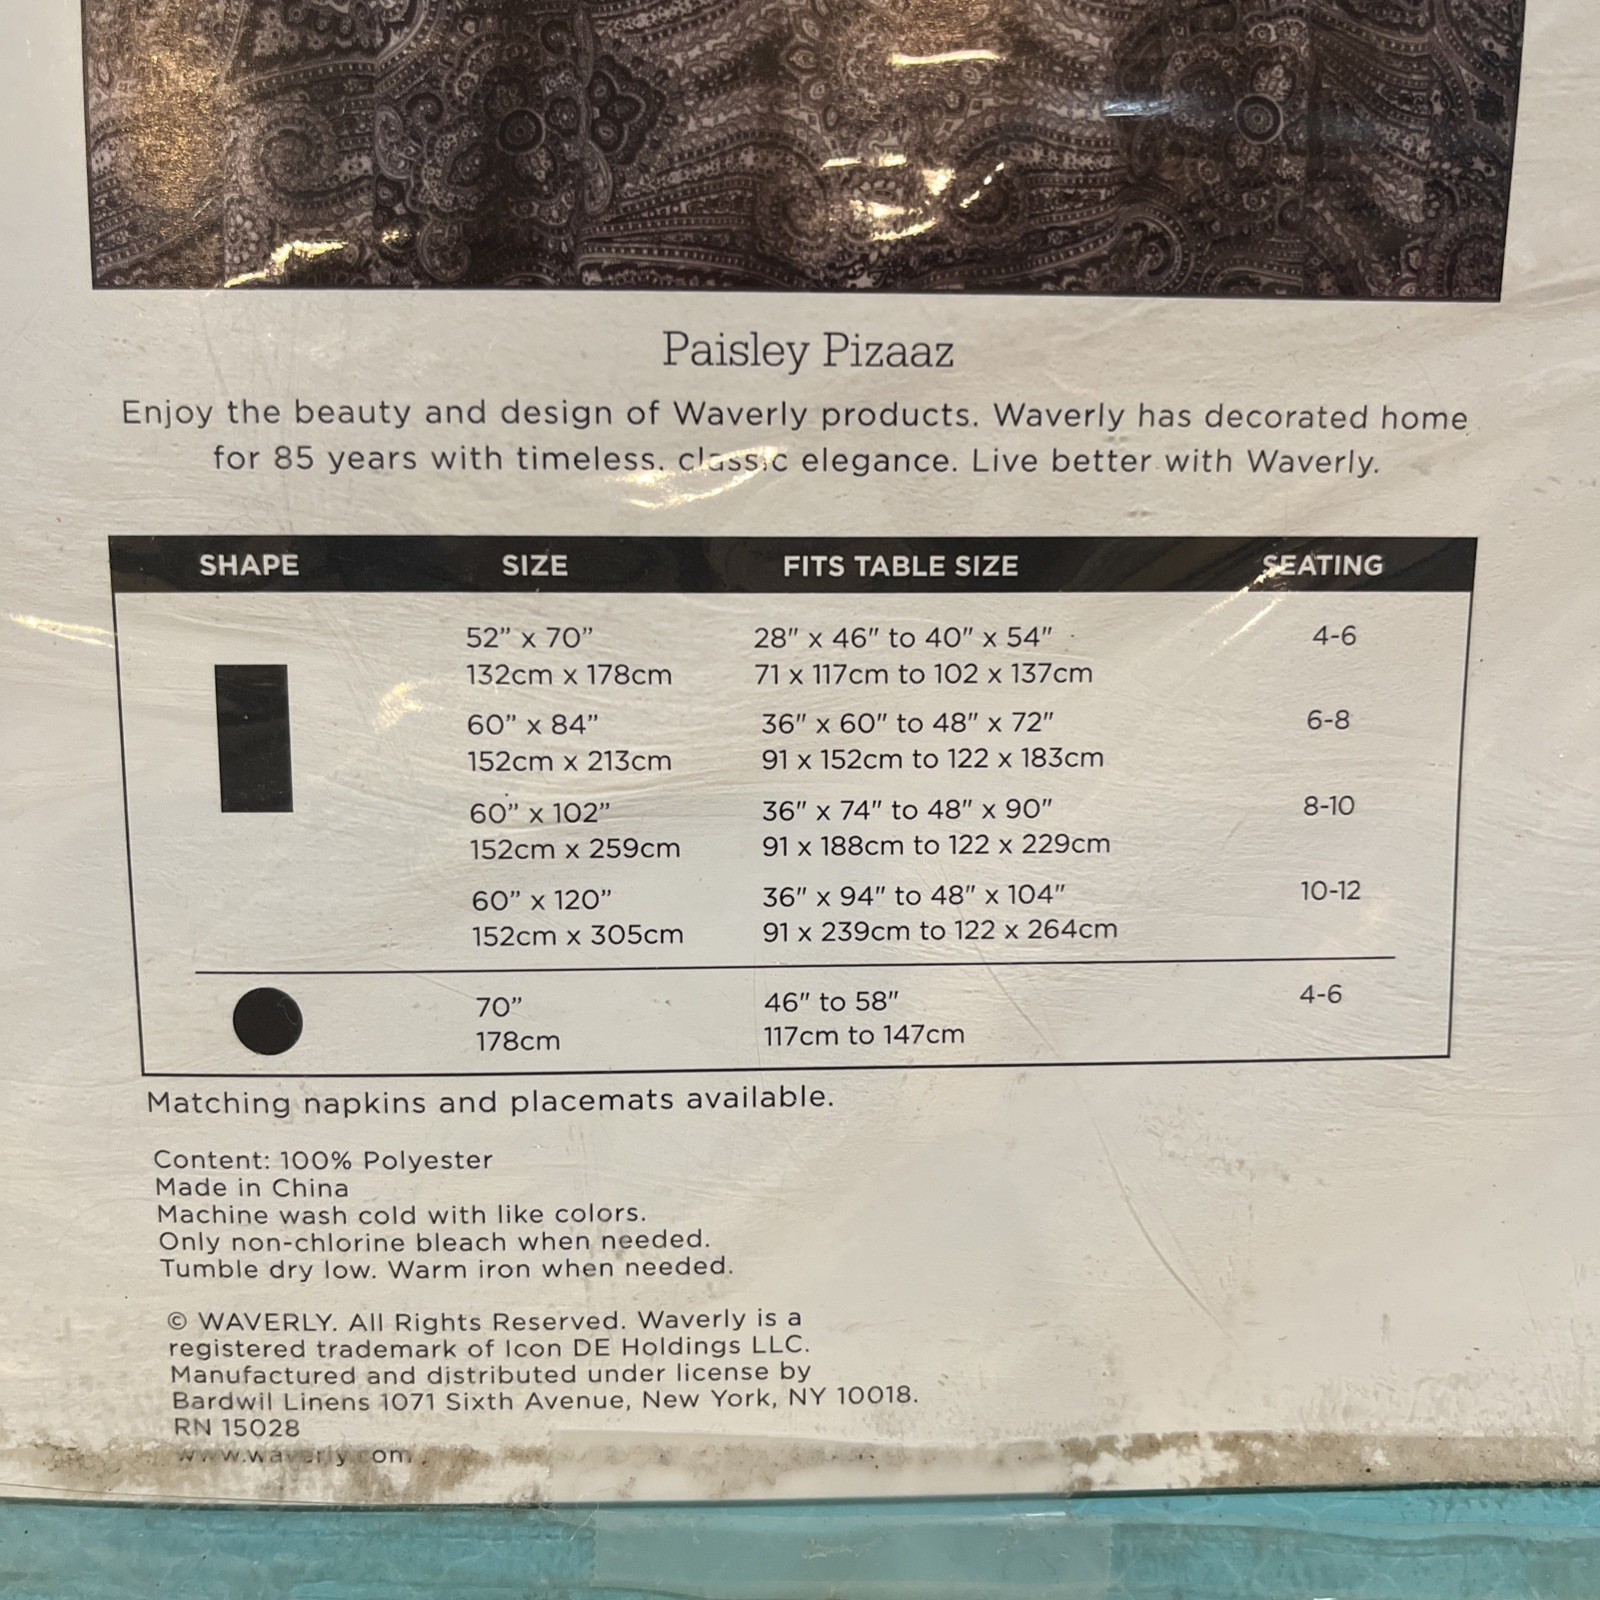 Paisley Pizaaz
Enjoy the beauty and design of Waverly products. Waverly has decorated home
for 85 years with timeless, classic elegance. Live better with Waverly.
SHAPE SIZE FITS TABLE SIZE SEATING
52” x 70” 28" x 46" to 40" x 54" 4-6
132cm x 178cm 71 x 117cm to 102 x 137cm
60” x 84” 36" x 60" to 48" x 72" 6-8
152cm x 213cm 91 x 152cm to 122 x 183cm
60” x 102” 36" x 74" to 48" x 90" 8-10
152cm x 259cm 91 x 188cm to 122 x 229cm
60” x 120” 36" x 94" to 48" x 104" 10-12
152cm x 305cm 91 x 239cm to 122 x 264cm
70” 46" to 58" 4-6
178cm 117cm to 147cm
Matching napkins and placemats available.
Content: 100% Polyester
Made in China
Machine wash cold with like colors.
Only non-chlorine bleach when needed.
Tumble dry low. Warm iron when needed.
© WAVERLY. All Rights Reserved. Waverly is a
registered trademark of Icon DE Holdings LLC.
Manufactured and distributed under license by
Bardwil Linens 1071 Sixth Avenue, New York, NY 10018.
RN 15028
www.waverly.com